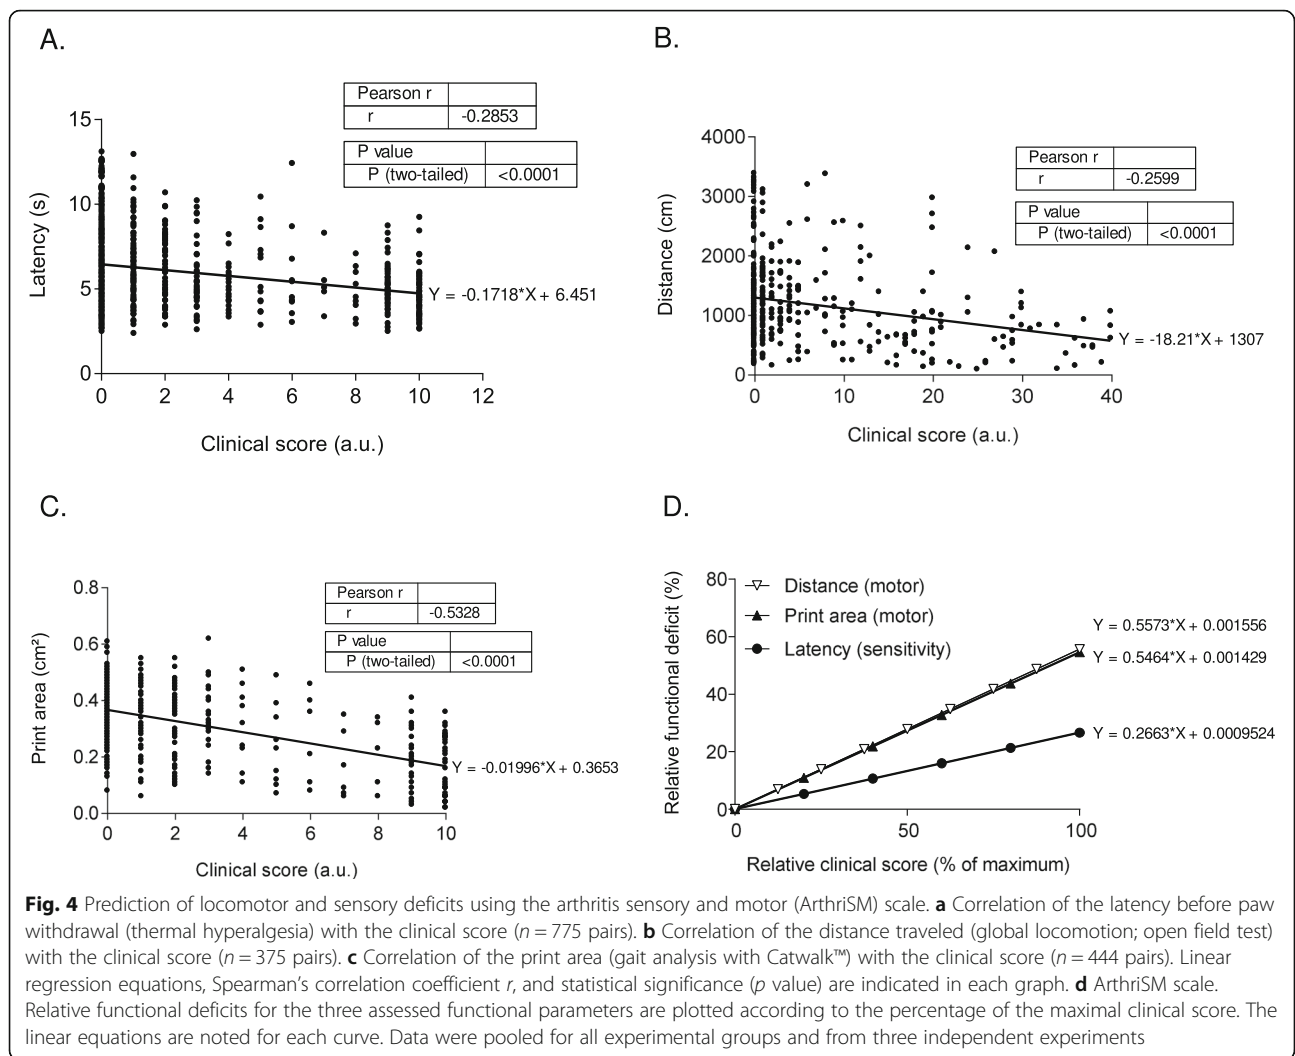 A.
Pearson r
r -0.2853
P value
P (two-tailed) <0.0001
15
10
5
0
Latency (s)
Y = -0.1718*X + 6.451
0 2 4 6 8 10 12
Clinical score (a.u.)
B.
Pearson r
r -0.2599
P value
P (two-tailed) <0.0001
4000
3000
2000
1000
0
Distance (cm)
Y = -18.21*X + 1307
0 10 20 30 40
Clinical score (a.u.)
C.
Pearson r
r -0.5328
P value
P (two-tailed) <0.0001
0.8
0.6
0.4
0.2
0.0
Print area (cm²)
Y = -0.01996*X + 0.3653
0 2 4 6 8 10
Clinical score (a.u.)
D.
80
60
40
20
0
Relative functional deficit (%)
Distance (motor)
Print area (motor)
Latency (sensitivity)
Y = 0.5573*X + 0.001556
Y = 0.5464*X + 0.001429
Y = 0.2663*X + 0.0009524
0 50 100
Relative clinical score (% of maximum)
Fig. 4 Prediction of locomotor and sensory deficits using the arthritis sensory and motor (ArthriSM) scale. a Correlation of the latency before paw
withdrawal (thermal hyperalgesia) with the clinical score (n = 775 pairs). b Correlation of the distance traveled (global locomotion; open field test)
with the clinical score (n = 375 pairs). c Correlation of the print area (gait analysis with Catwalk™) with the clinical score (n = 444 pairs). Linear
regression equations, Spearman's correlation coefficient r, and statistical significance (p value) are indicated in each graph. d ArthriSM scale.
Relative functional deficits for the three assessed functional parameters are plotted according to the percentage of the maximal clinical score. The
linear equations are noted for each curve. Data were pooled for all experimental groups and from three independent experiments